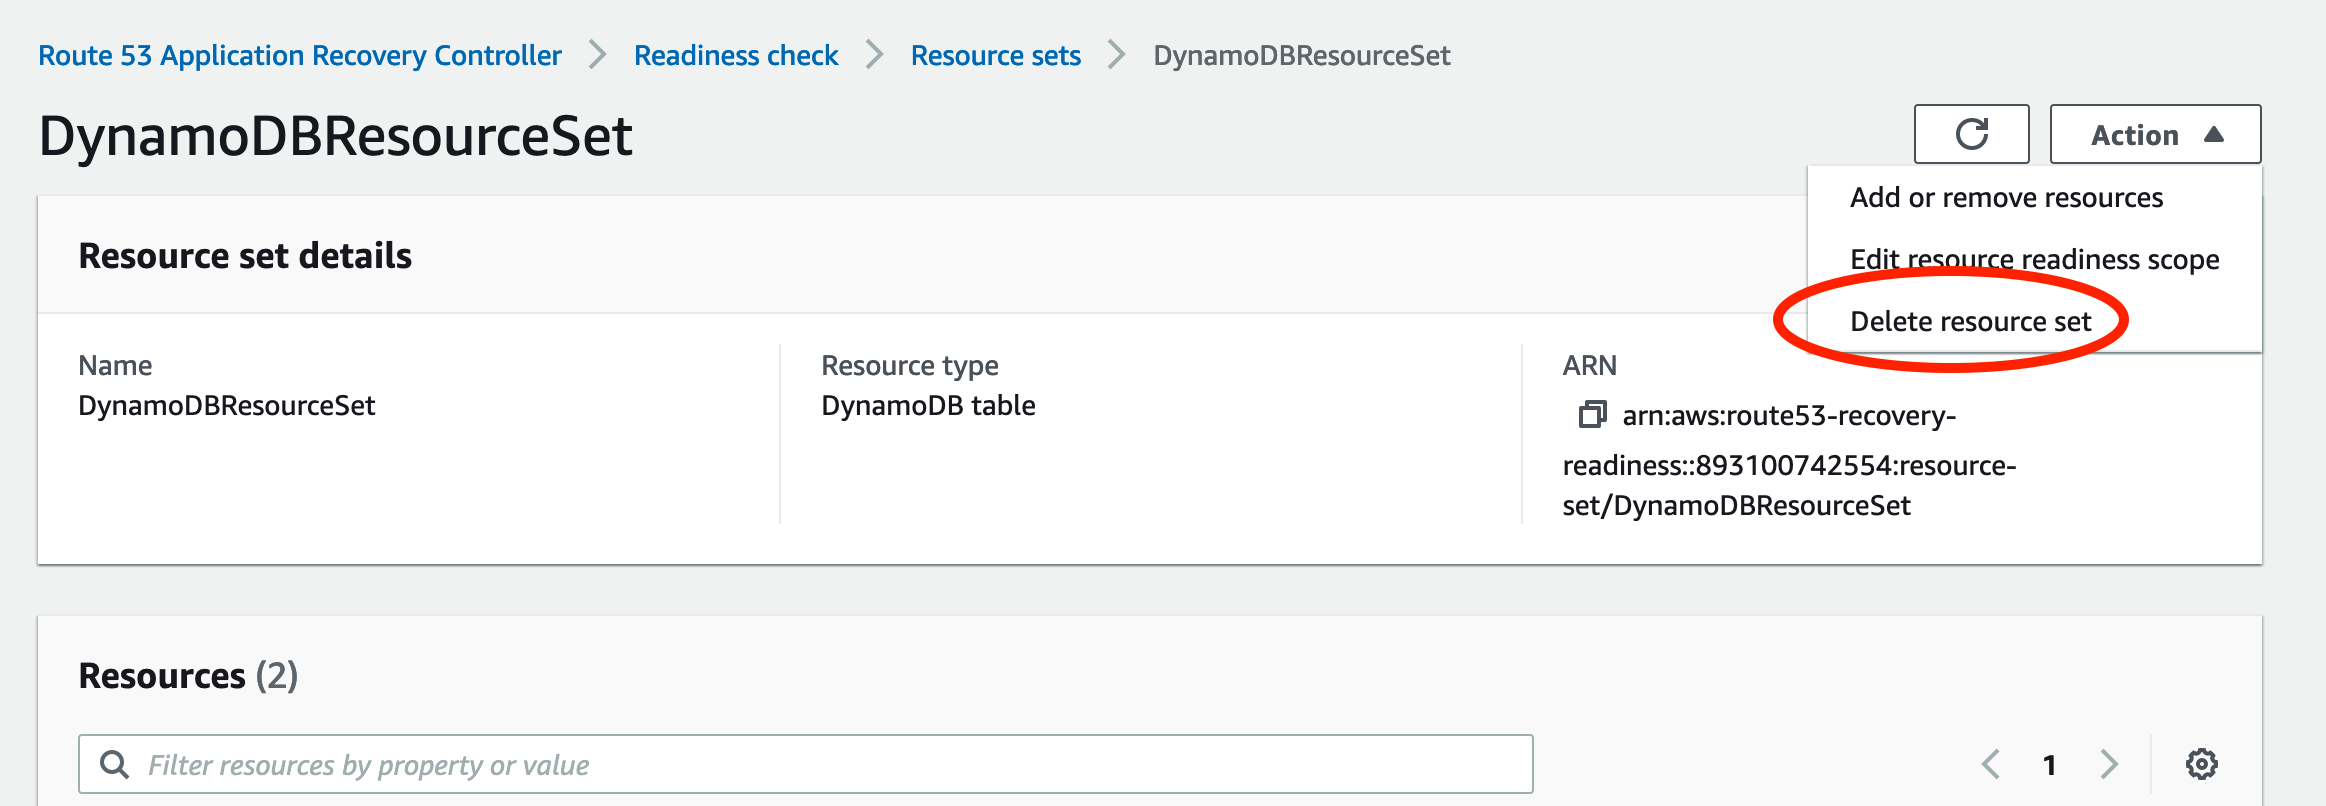 Route 53 Application Recovery Controller > Readiness check > Resource sets > DynamoDBResourceSet
DynamoDBResourceSet
Action
Add or remove resources
Edit resource readiness scope
Delete resource set
Resource set details
Name
DynamoDBResourceSet
Resource type
DynamoDB table
ARN
arn:aws:route53-recovery-
readiness::893100742554:resource-
set/DynamoDBResourceSet
Resources (2)
Filter resources by property or value
1